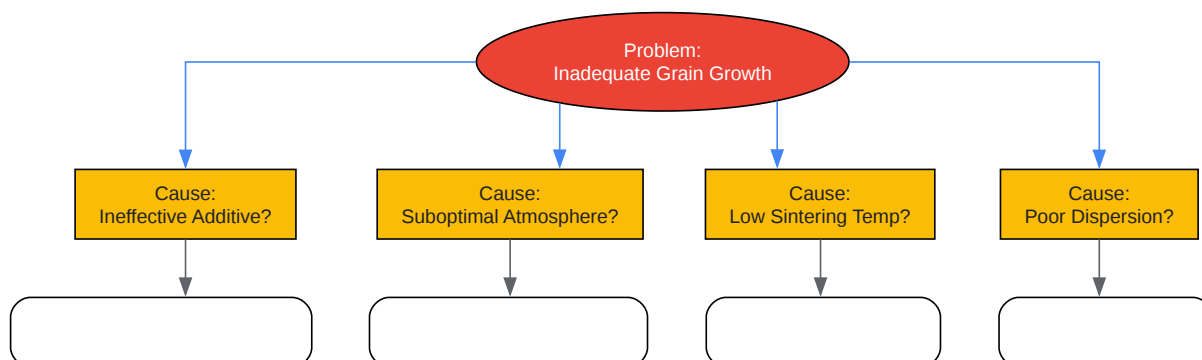 Problem:
Inadequate Grain Growth
Cause:
Ineffective Additive?
Cause:
Suboptimal Atmosphere?
Cause:
Low Sintering Temp?
Cause:
Poor Dispersion?